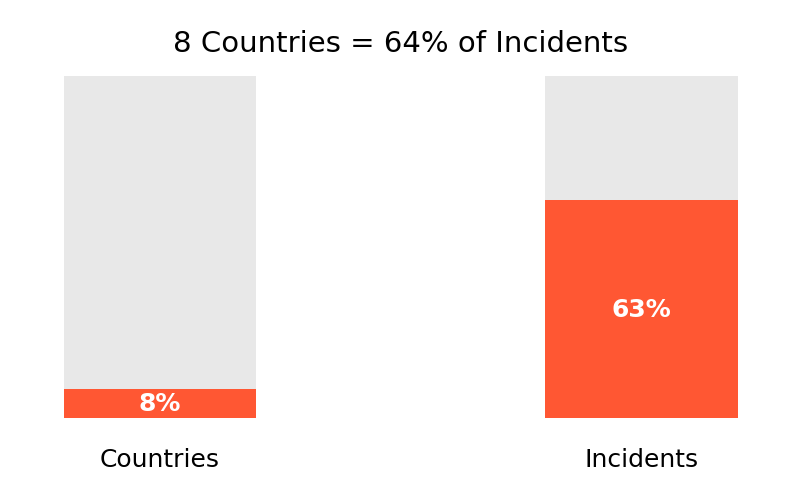 8 Countries = 64% of Incidents
63%
8%
Countries
Incidents